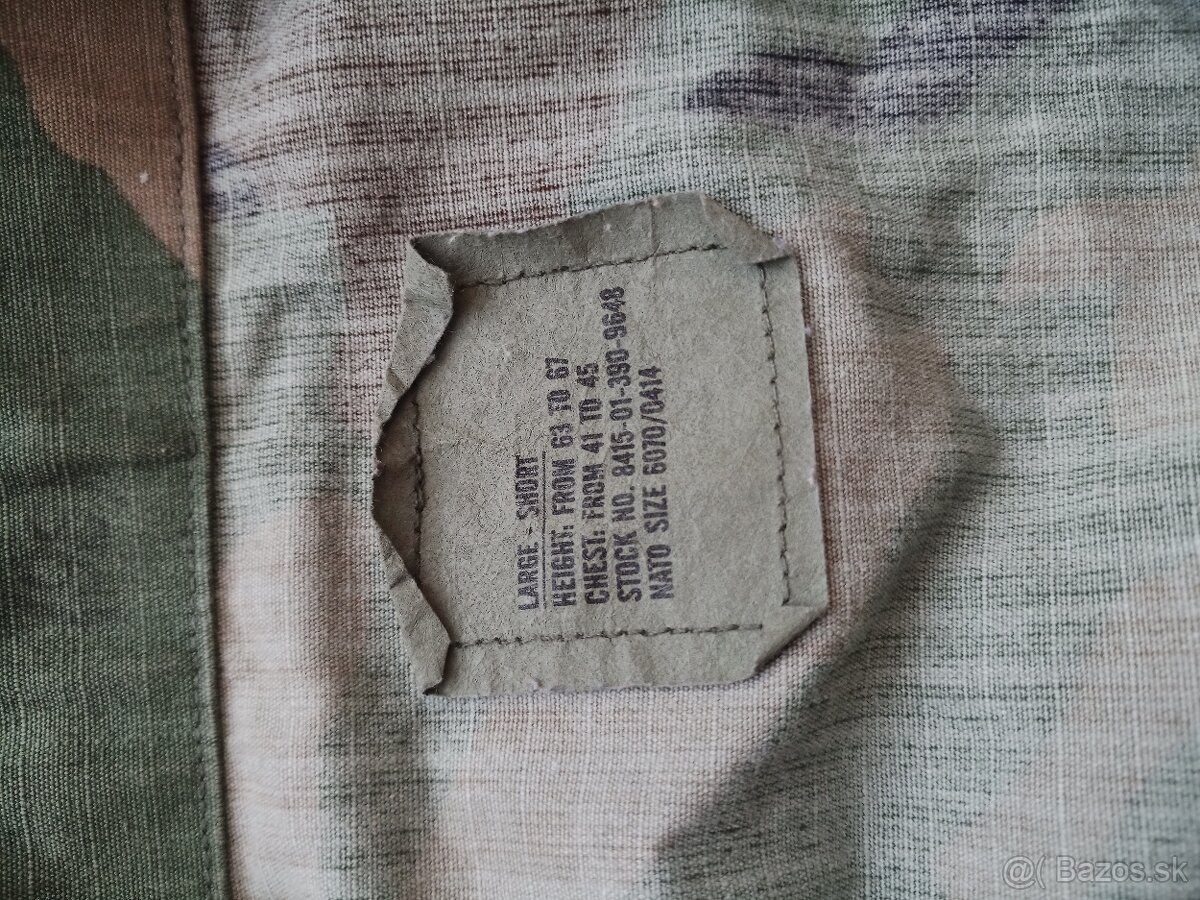 LARGE - SHORT
HEIGHT: FROM 63 TO 67
CHEST: FROM 41 TO 45
STOCK NO. 8415-01-390-9648
NATO SIZE 6070/0414
@( Bazos.sk